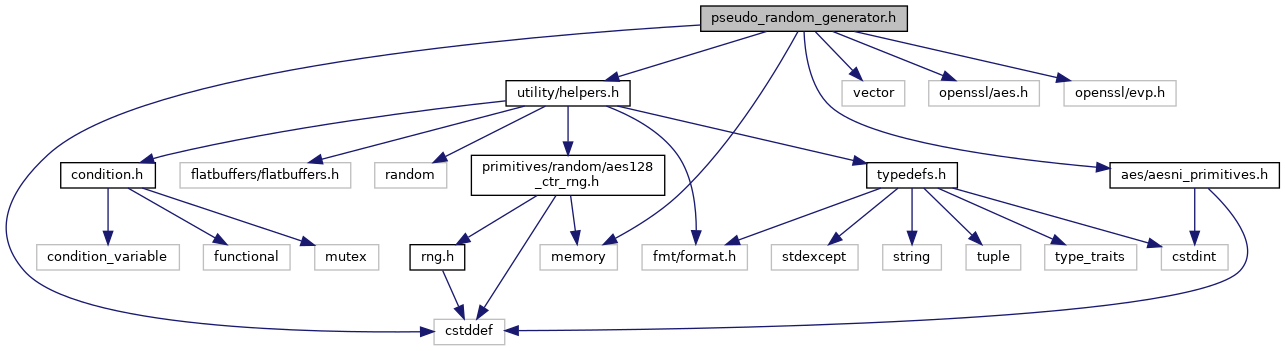 pseudo_random_generator.h
utility/helpers.h
vector
openssl/aes.h
openssl/evp.h
condition.h
flatbuffers/flatbuffers.h
random
primitives/random/aes128
_ctr_rng.h
typedefs.h
aes/aesni_primitives.h
condition_variable
functional
mutex
rng.h
memory
fmt/format.h
stdexcept
string
tuple
type_traits
cstdint
cstddef